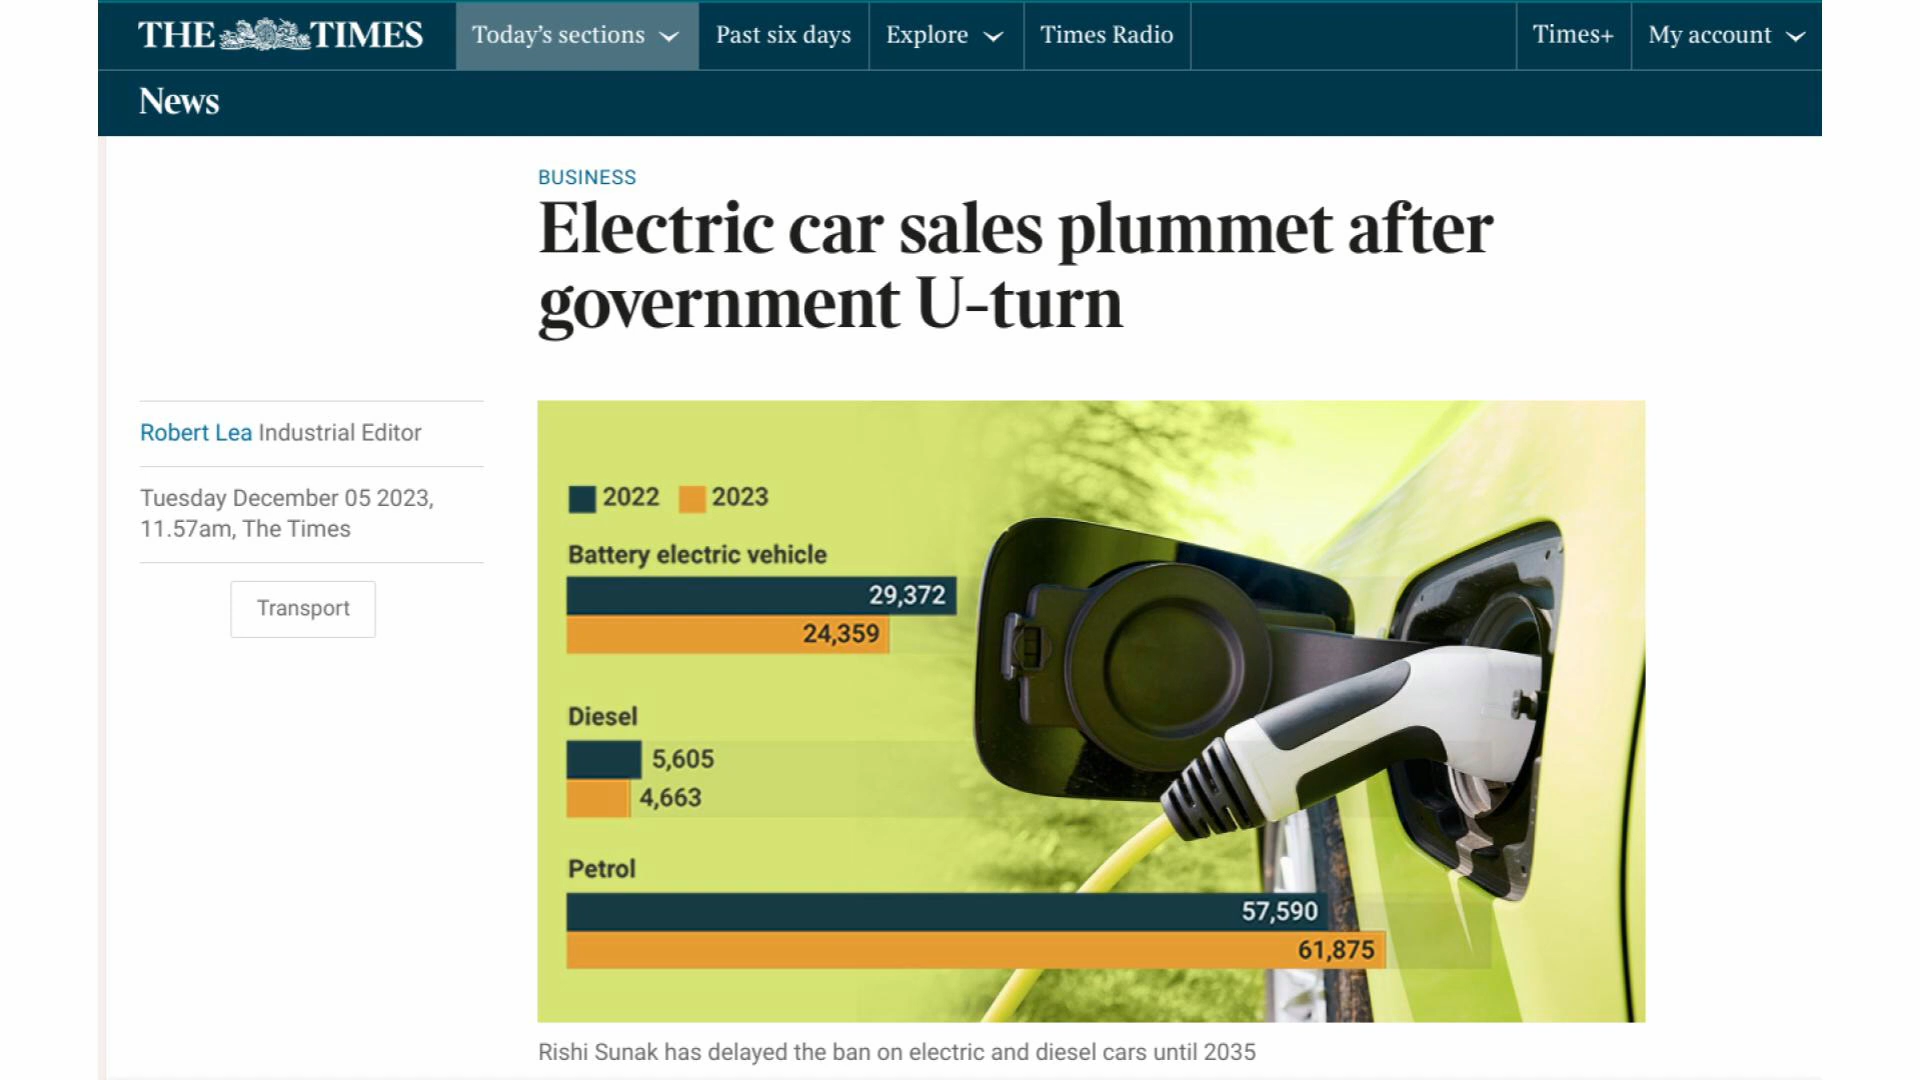 THE TIMES
Today's sections
Past six days
Explore
Times Radio
Times+
My account
News
BUSINESS
Electric car sales plummet after
government U-turn
Robert Lea Industrial Editor
Tuesday December 05 2023,
11.57am, The Times
Transport
2022 2023
Battery electric vehicle
29,372
24,359
Diesel
5,605
4,663
Petrol
57,590
61,875
Rishi Sunak has delayed the ban on electric and diesel cars until 2035